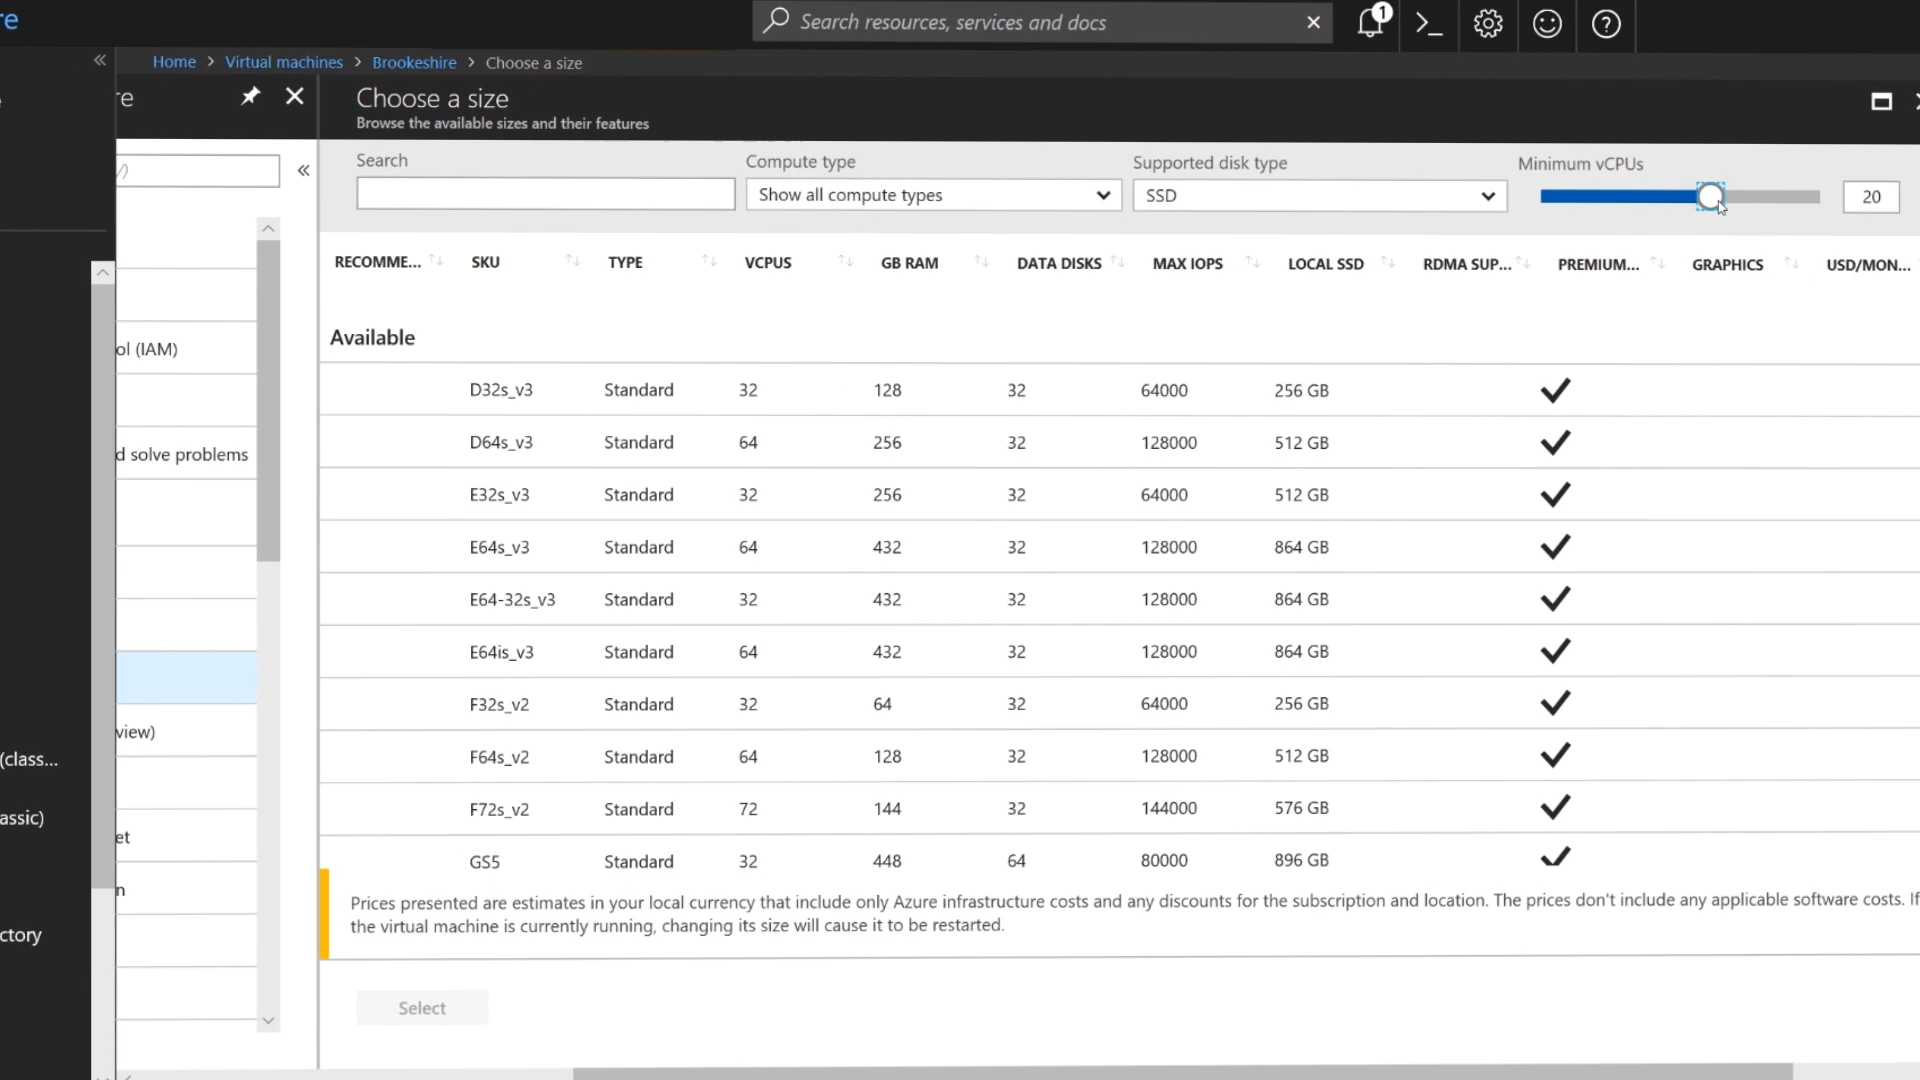 re
Search resources, services and docs
1
Home > Virtual machines > Brookeshire > Choose a size
re
Choose a size
Browse the available sizes and their features
Search
Compute type
Supported disk type
Minimum vCPUs
Show all compute types
SSD
20
RECOMME... SKU TYPE VCPUS GB RAM DATA DISKS MAX IOPS LOCAL SSD RDMA SUP... PREMIUM... GRAPHICS USD/MON...
Available
D32s_v3 Standard 32 128 32 64000 256 GB
D64s_v3 Standard 64 256 32 128000 512 GB
E32s_v3 Standard 32 256 32 64000 512 GB
E64s_v3 Standard 64 432 32 128000 864 GB
E64-32s_v3 Standard 32 432 32 128000 864 GB
E64is_v3 Standard 64 432 32 128000 864 GB
F32s_v2 Standard 32 64 32 64000 256 GB
F64s_v2 Standard 64 128 32 128000 512 GB
F72s_v2 Standard 72 144 32 144000 576 GB
GS5 Standard 32 448 64 80000 896 GB
Prices presented are estimates in your local currency that include only Azure infrastructure costs and any discounts for the subscription and location. The prices don't include any applicable software costs. If
the virtual machine is currently running, changing its size will cause it to be restarted.
Select
ol (IAM)
d solve problems
view)
et
n
(class...
assic)
ctory